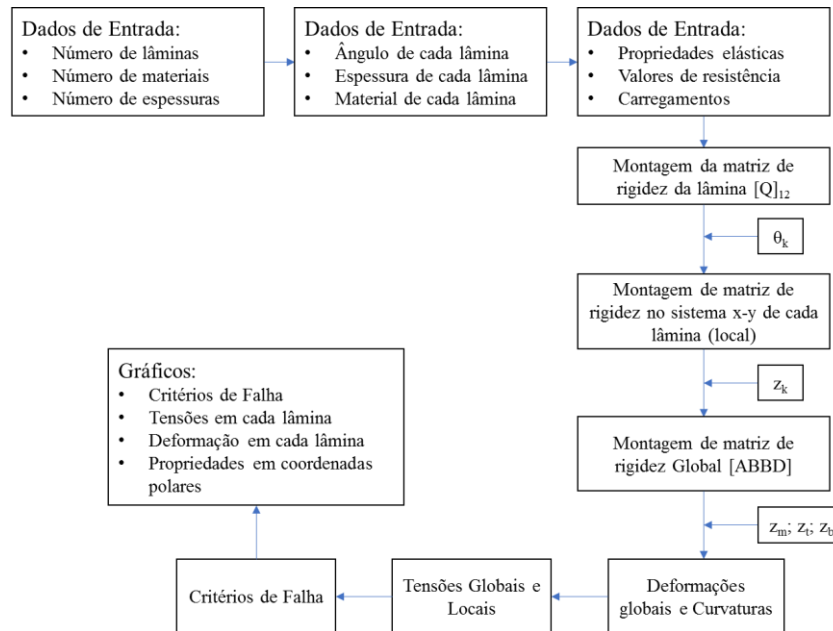 Dados de Entrada:
• Número de lâminas
• Número de materiais
• Número de espessuras
Dados de Entrada:
• Ângulo de cada lâmina
• Espessura de cada lâmina
• Material de cada lâmina
Dados de Entrada:
• Propriedades elásticas
• Valores de resistência
• Carregamentos
Montagem da matriz de
rigidez da lâmina [Q]₁₂
θₖ
Montagem de matriz de
rigidez no sistema x-y de cada
lâmina (local)
zₖ
Montagem de matriz de
rigidez Global [ABBD]
z_m; z_t; z_b
Deformações
globais e Curvaturas
Tensões Globais e
Locais
Critérios de Falha
Gráficos:
• Critérios de Falha
• Tensões em cada lâmina
• Deformação em cada lâmina
• Propriedades em coordenadas
polares